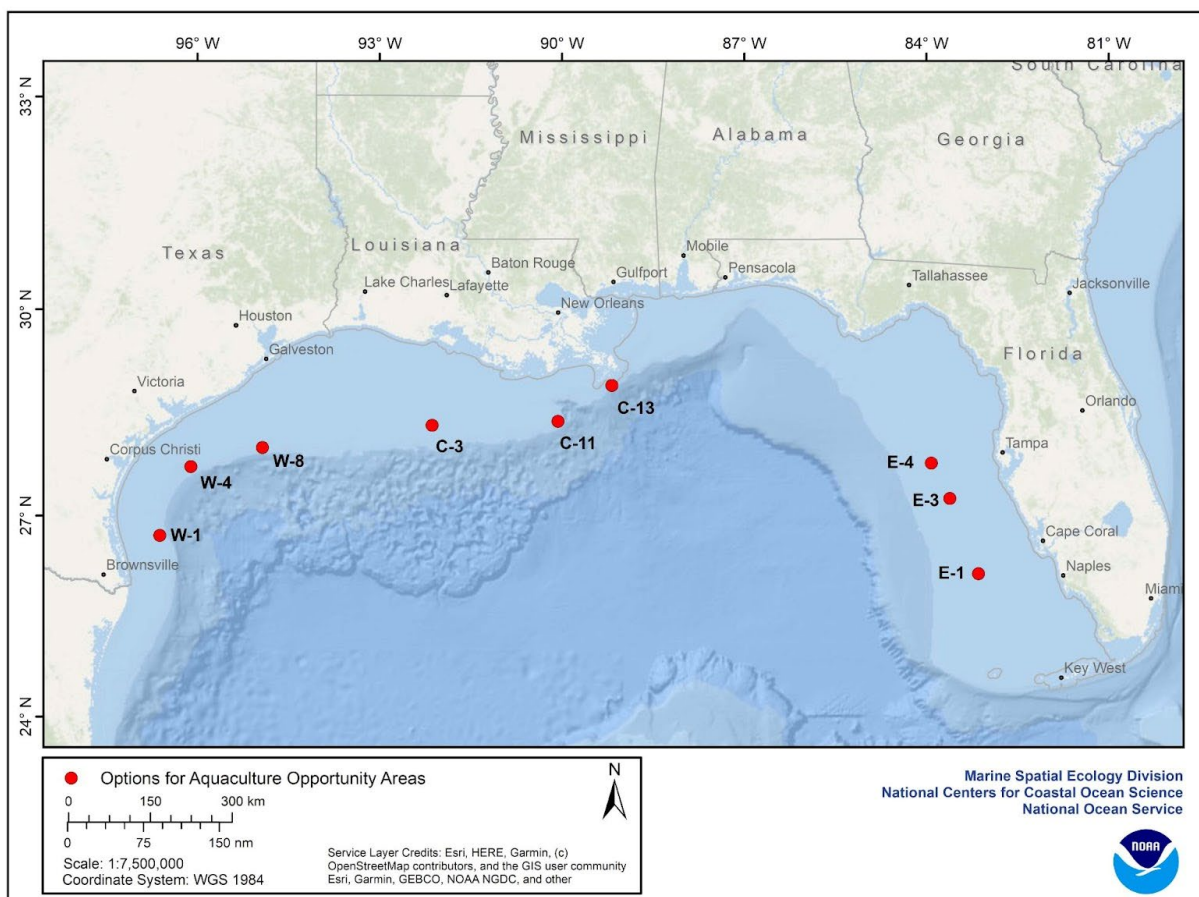 96° W 93° W 90° W 87° W 84° W 81° W
33° N
30° N
27° N
24° N
South Carolina
Mississippi
Alabama
Georgia
Texas
Louisiana
Mobile
Baton Rouge
Gulfport
Pensacola
Tallahassee
Jacksonville
Lake Charles
Lafayette
New Orleans
Houston
Galveston
Florida
Victoria
Orlando
C-13
C-3
C-11
Corpus Christi
W-8
W-4
Tampa
E-4
E-3
W-1
Cape Coral
Brownsville
E-1
Naples
Miami
Key West
Options for Aquaculture Opportunity Areas
0 150 300 km
0 75 150 nm
Scale: 1:7,500,000
Coordinate System: WGS 1984
N
Service Layer Credits: Esri, HERE, Garmin, (c)
OpenStreetMap contributors, and the GIS user community
Esri, Garmin, GEBCO, NOAA NGDC, and other
Marine Spatial Ecology Division
National Centers for Coastal Ocean Science
National Ocean Service
NOAA